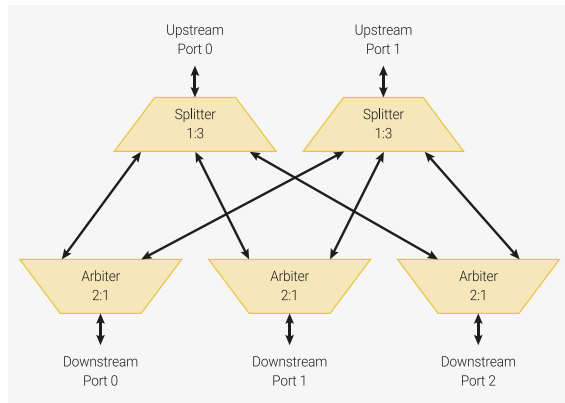 Upstream
Port 0
Upstream
Port 1
Splitter
1:3
Splitter
1:3
Arbiter
2:1
Arbiter
2:1
Arbiter
2:1
Downstream
Port 0
Downstream
Port 1
Downstream
Port 2